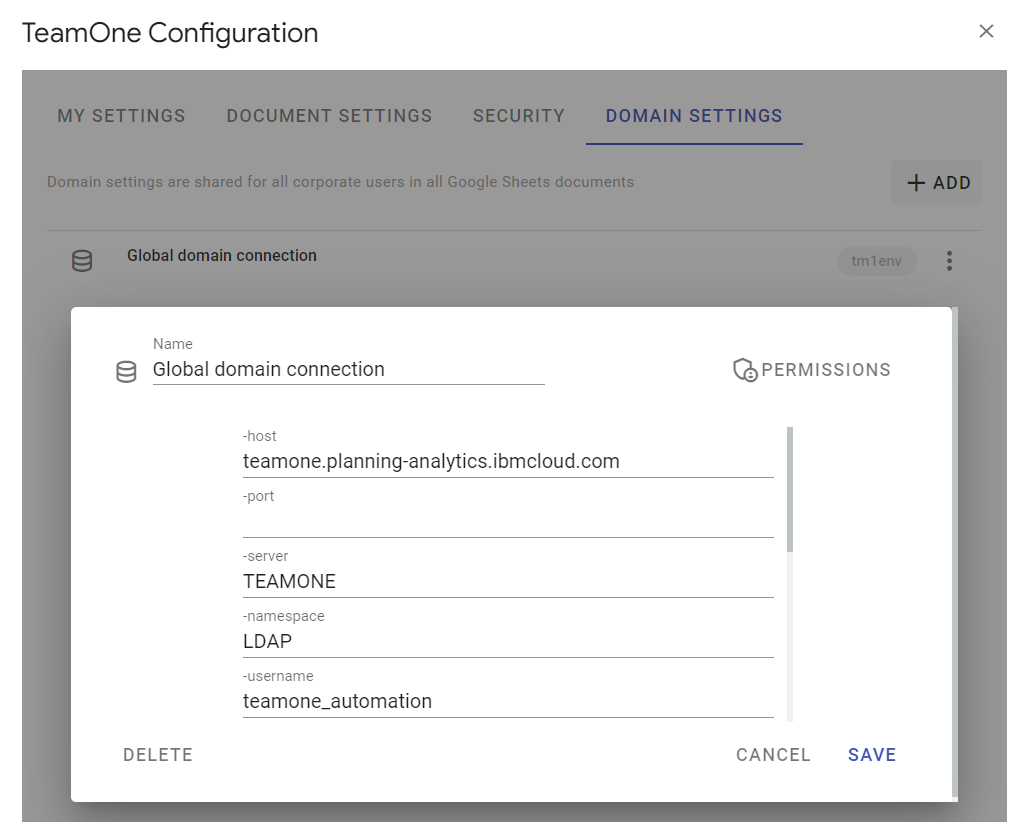 TeamOne Configuration
MY SETTINGS DOCUMENT SETTINGS SECURITY DOMAIN SETTINGS
Domain settings are shared for all corporate users in all Google Sheets documents
ADD
Global domain connection
tm1env
Name
Global domain connection
PERMISSIONS
-host
teamone.planning-analytics.ibmcloud.com
-port
-server
TEAMONE
-namespace
LDAP
-username
teamone_automation
DELETE CANCEL SAVE